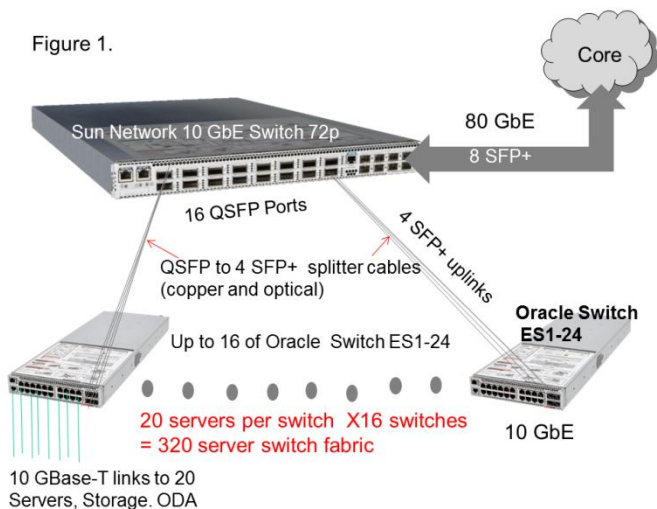 Figure 1.
Core
Sun Network 10 GbE Switch 72p
80 GbE
8 SFP+
16 QSFP Ports
4 SFP+ uplinks
QSFP to 4 SFP+ splitter cables
(copper and optical)
Oracle Switch
ES1-24
Up to 16 of Oracle Switch ES1-24
20 servers per switch X16 switches
= 320 server switch fabric
10 GbE
10 GBase-T links to 20
Servers, Storage. ODA